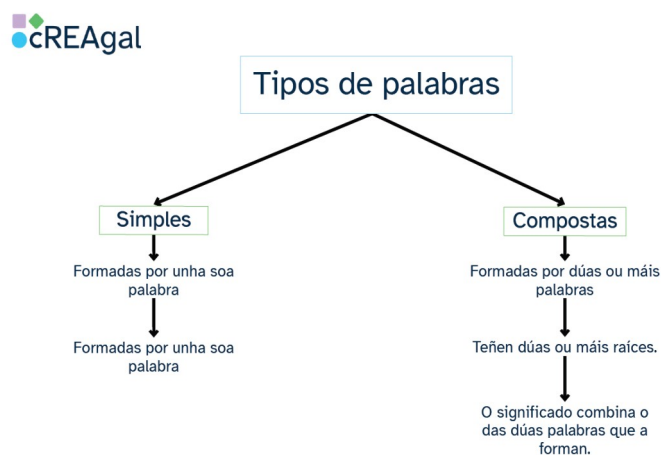 cREAgal
Tipos de palabras
Simples
Formadas por unha soa
palabra
Formadas por unha soa
palabra
Compostas
Formadas por dúas ou máis
palabras
Teñen dúas ou máis raíces.
O significado combina o
das dúas palabras que a
forman.